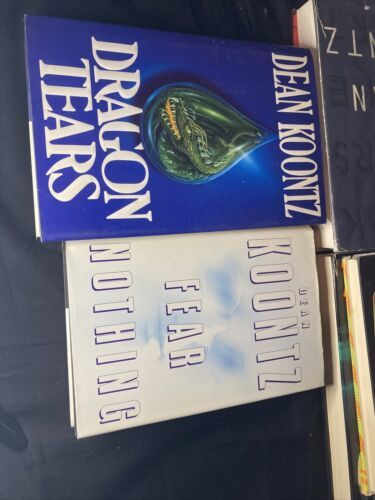 DEAN KOONTZ
DRAGON
TEARS
DEAN
KOONTZ
FEAR
NOTHING